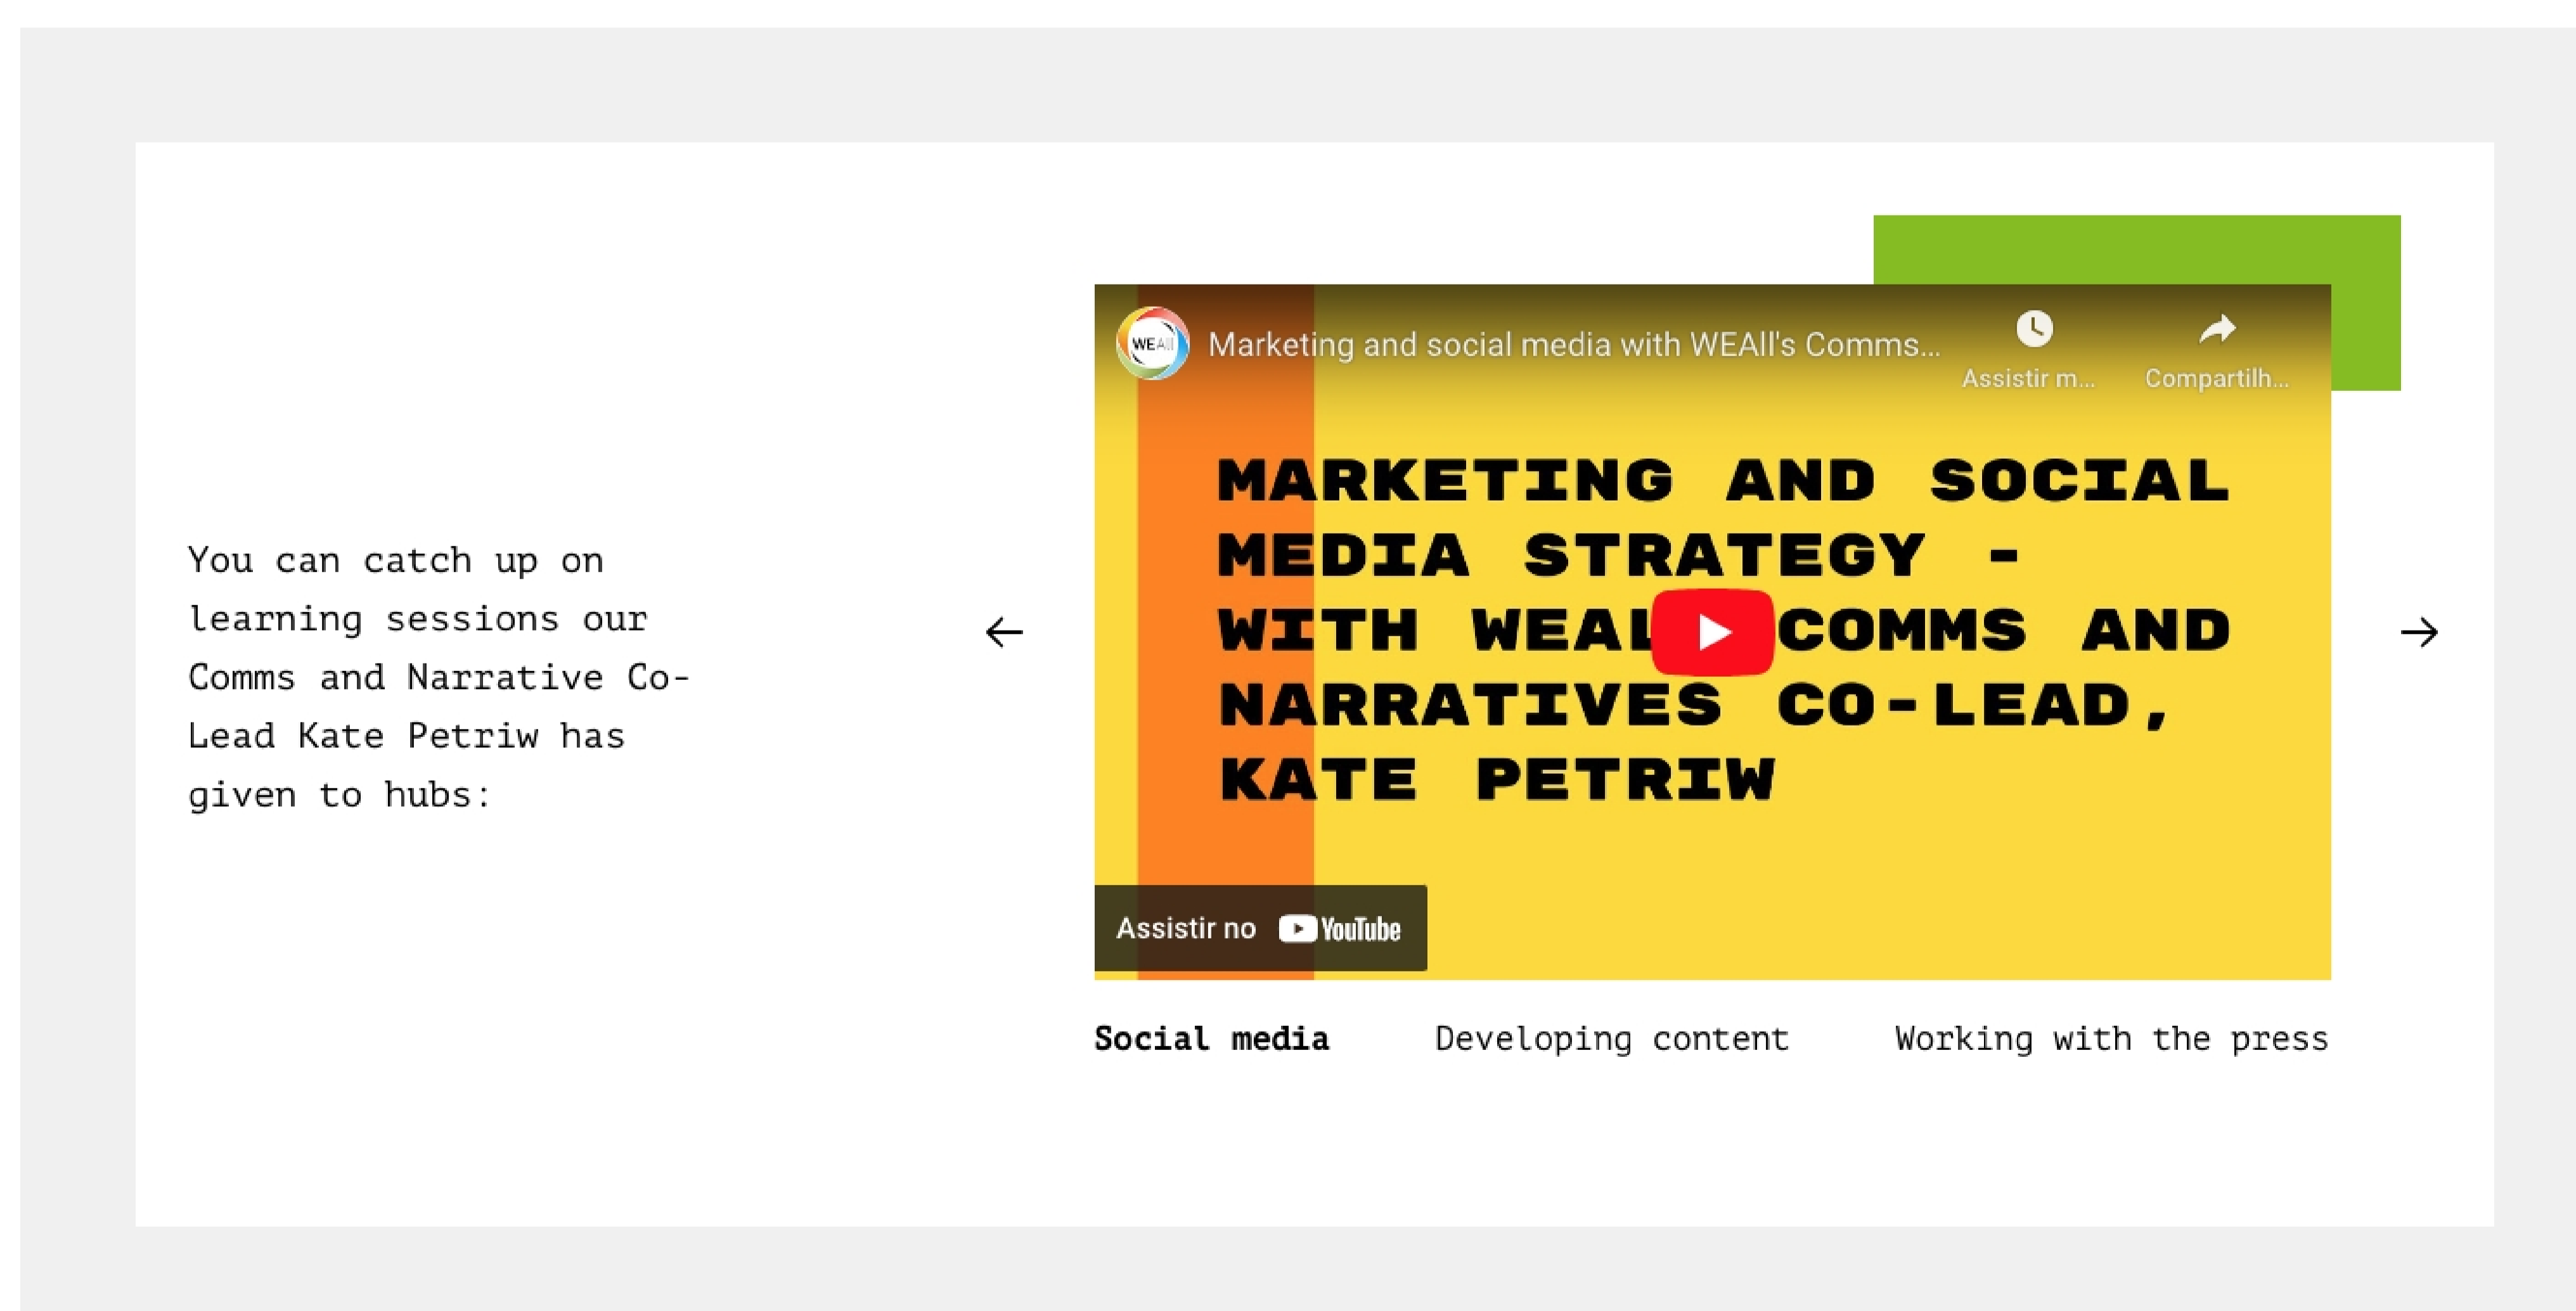 You can catch up on
learning sessions our
Comms and Narrative Co-
Lead Kate Petriw has
given to hubs:
WEAll
Marketing and social media with WEAll's Comms...
Assistir m...
Compartilh...
MARKETING AND SOCIAL
MEDIA STRATEGY -
WITH COMMS AND
NARRATIVES CO-LEAD,
KATE PETRIW
Assistir no YouTube
Social media
Developing content
Working with the press